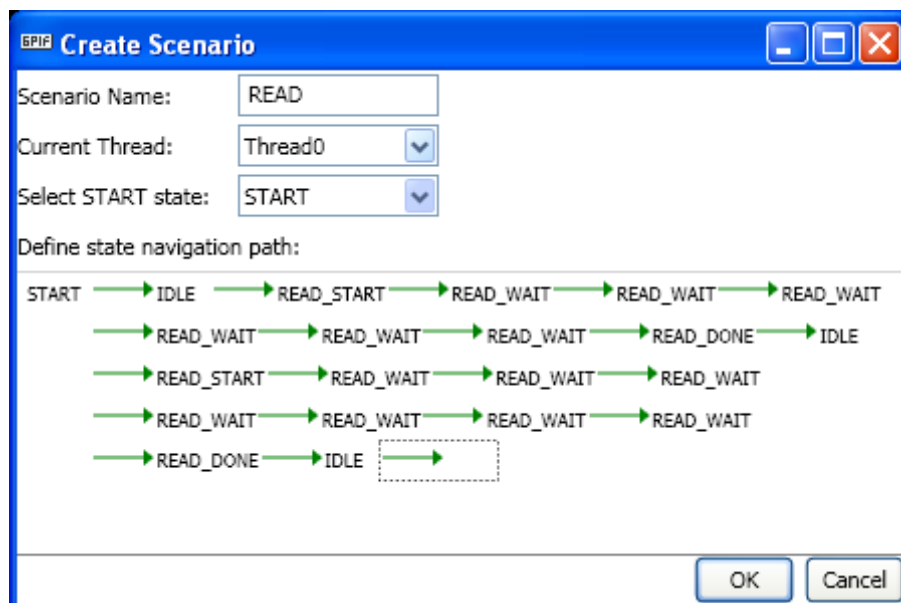 GPIF Create Scenario
Scenario Name: READ
Current Thread: Thread0
Select START state: START
Define state navigation path:
START IDLE READ_START READ_WAIT READ_WAIT READ_WAIT
READ_WAIT READ_WAIT READ_WAIT READ_DONE IDLE
READ_START READ_WAIT READ_WAIT READ_WAIT
READ_WAIT READ_WAIT READ_WAIT READ_WAIT
READ_DONE IDLE
OK Cancel